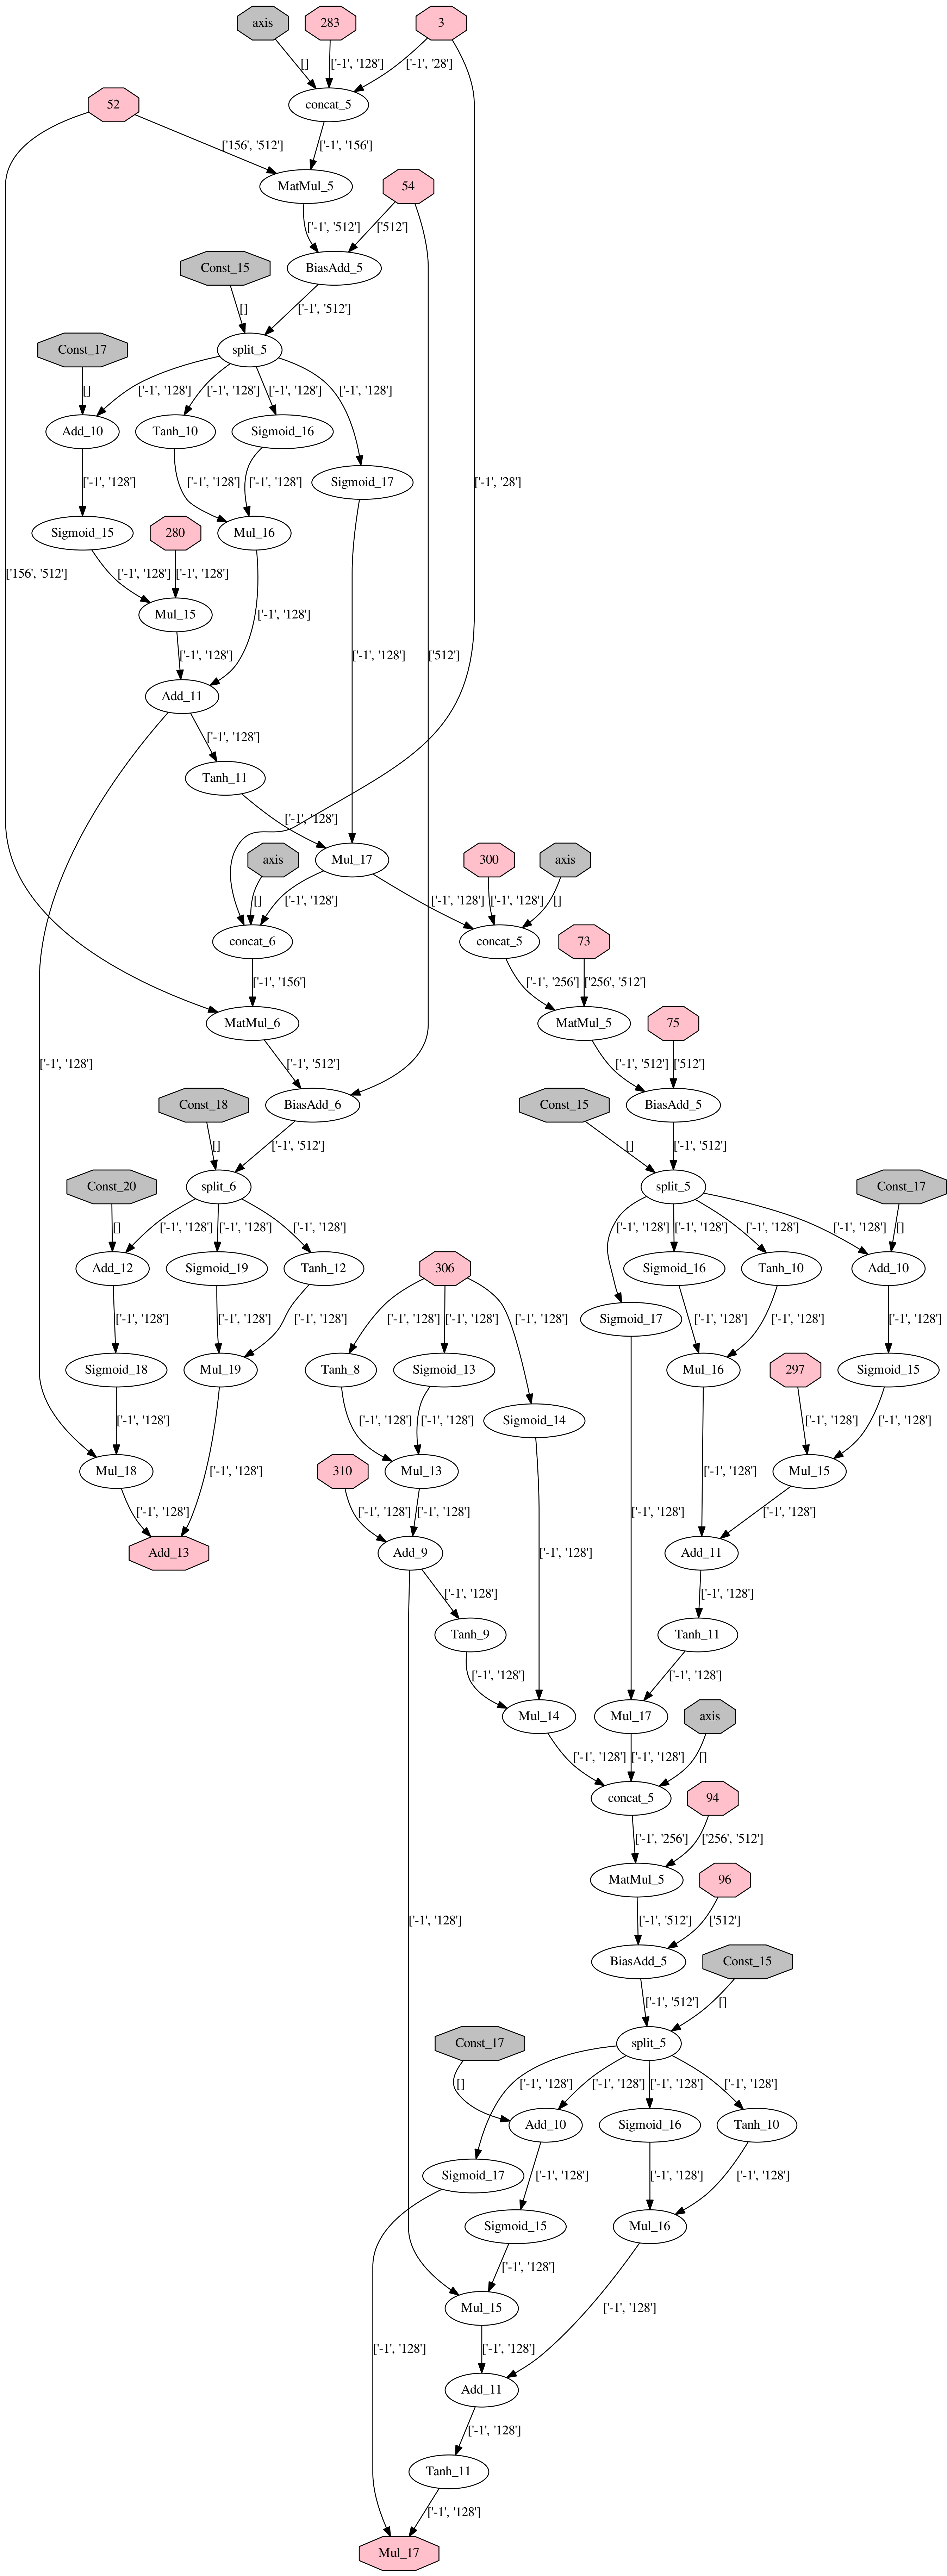 axis
283
3
[]
['-1', '128']
['-1', '28']
52
concat_5
['156', '512']
['-1', '156']
MatMul_5
54
['-1', '512']
['512']
Const_15
BiasAdd_5
[]
['-1', '512']
Const_17
split_5
[]
['-1', '128']
['-1', '128']
['-1', '128']
['-1', '128']
Add_10
Tanh_10
Sigmoid_16
['-1', '128']
['-1', '128']
['-1', '128']
Sigmoid_17
['-1', '28']
Sigmoid_15
280
Mul_16
['156', '512']
['-1', '128']
['-1', '128']
Mul_15
['-1', '128']
['-1', '128']
['-1', '128']
['512']
Add_11
['-1', '128']
Tanh_11
['-1', '128']
axis
Mul_17
300
axis
[]
['-1', '128']
['-1', '128']
['-1', '128']
[]
concat_6
concat_5
73
['-1', '156']
['-1', '256']
['256', '512']
MatMul_6
MatMul_5
75
['-1', '128']
['-1', '512']
['-1', '512']
['512']
Const_18
BiasAdd_6
Const_15
BiasAdd_5
[]
['-1', '512']
[]
['-1', '512']
Const_20
split_6
split_5
Const_17
[]
['-1', '128']
['-1', '128']
['-1', '128']
['-1', '128']
['-1', '128']
['-1', '128']
['-1', '128']
[]
Add_12
Sigmoid_19
Tanh_12
306
Sigmoid_16
Tanh_10
Add_10
['-1', '128']
['-1', '128']
['-1', '128']
['-1', '128']
['-1', '128']
['-1', '128']
Sigmoid_17
['-1', '128']
['-1', '128']
['-1', '128']
Sigmoid_18
Mul_19
Tanh_8
Sigmoid_13
Mul_16
297
Sigmoid_15
['-1', '128']
['-1', '128']
['-1', '128']
Sigmoid_14
['-1', '128']
['-1', '128']
Mul_18
310
Mul_13
Mul_15
['-1', '128']
['-1', '128']
['-1', '128']
['-1', '128']
['-1', '128']
['-1', '128']
['-1', '128']
Add_13
Add_9
['-1', '128']
Add_11
['-1', '128']
['-1', '128']
Tanh_9
Tanh_11
['-1', '128']
['-1', '128']
Mul_14
Mul_17
axis
['-1', '128']
['-1', '128']
[]
concat_5
94
['-1', '256']
['256', '512']
MatMul_5
96
['-1', '128']
['-1', '512']
['512']
BiasAdd_5
Const_15
['-1', '512']
[]
Const_17
split_5
[]
['-1', '128']
['-1', '128']
['-1', '128']
['-1', '128']
Add_10
Sigmoid_16
Tanh_10
Sigmoid_17
['-1', '128']
['-1', '128']
['-1', '128']
Sigmoid_15
Mul_16
['-1', '128']
Mul_15
['-1', '128']
['-1', '128']
['-1', '128']
Add_11
['-1', '128']
Tanh_11
['-1', '128']
Mul_17